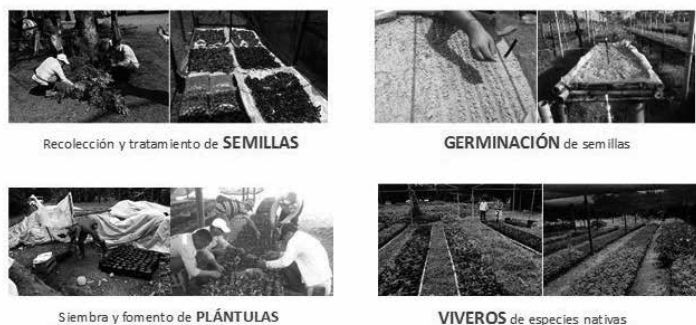 Recolección y tratamiento de SEMILLAS
GERMINACIÓN de semillas
Siembra y fomento de PLÁNTULAS
VIVEROS de especies nativas